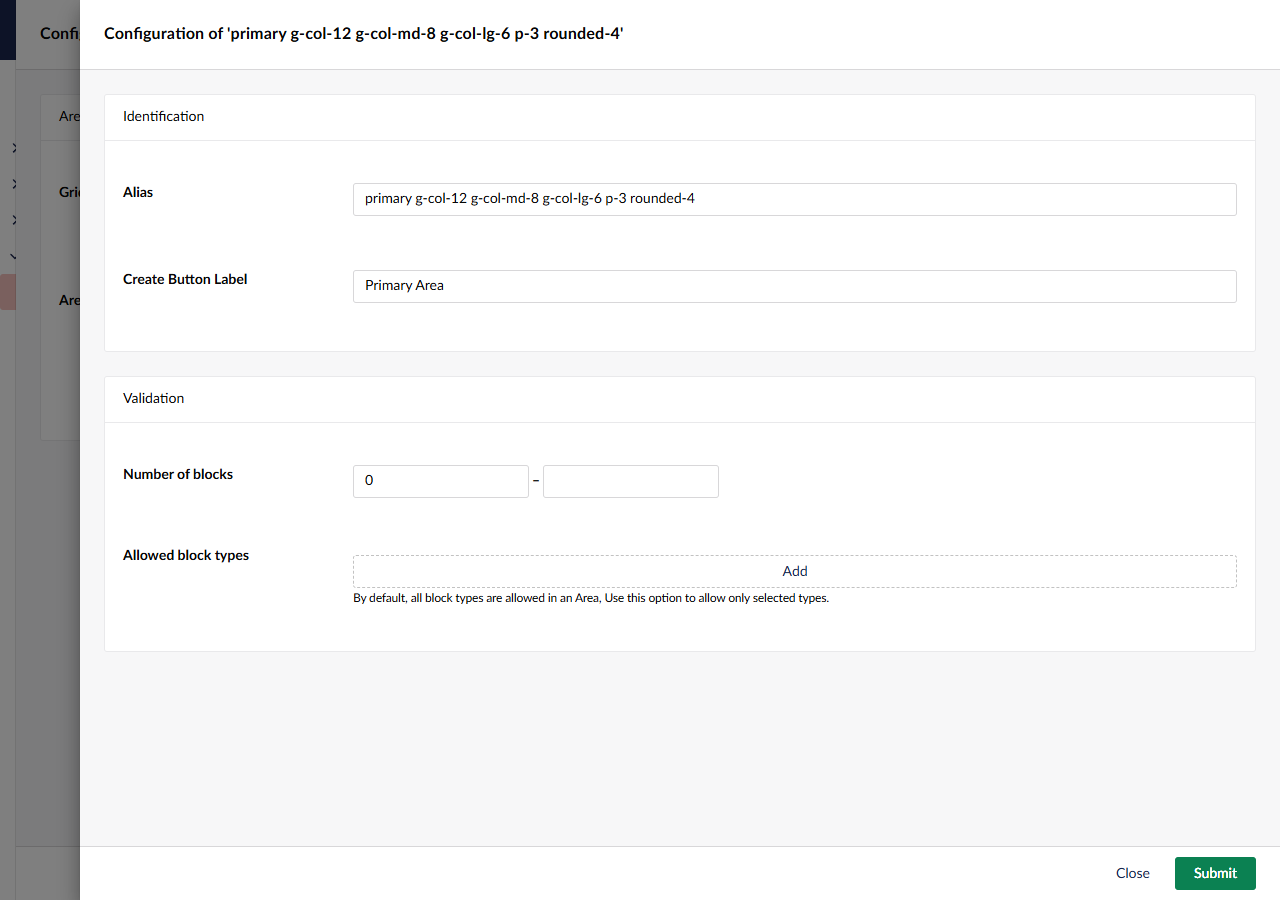 Configuration of 'primary g-col-12 g-col-md-8 g-col-lg-6 p-3 rounded-4'
Identification
Alias
primary g-col-12 g-col-md-8 g-col-lg-6 p-3 rounded-4
Create Button Label
Primary Area
Validation
Number of blocks
0 –
Allowed block types
Add
By default, all block types are allowed in an Area, Use this option to allow only selected types.
Close Submit